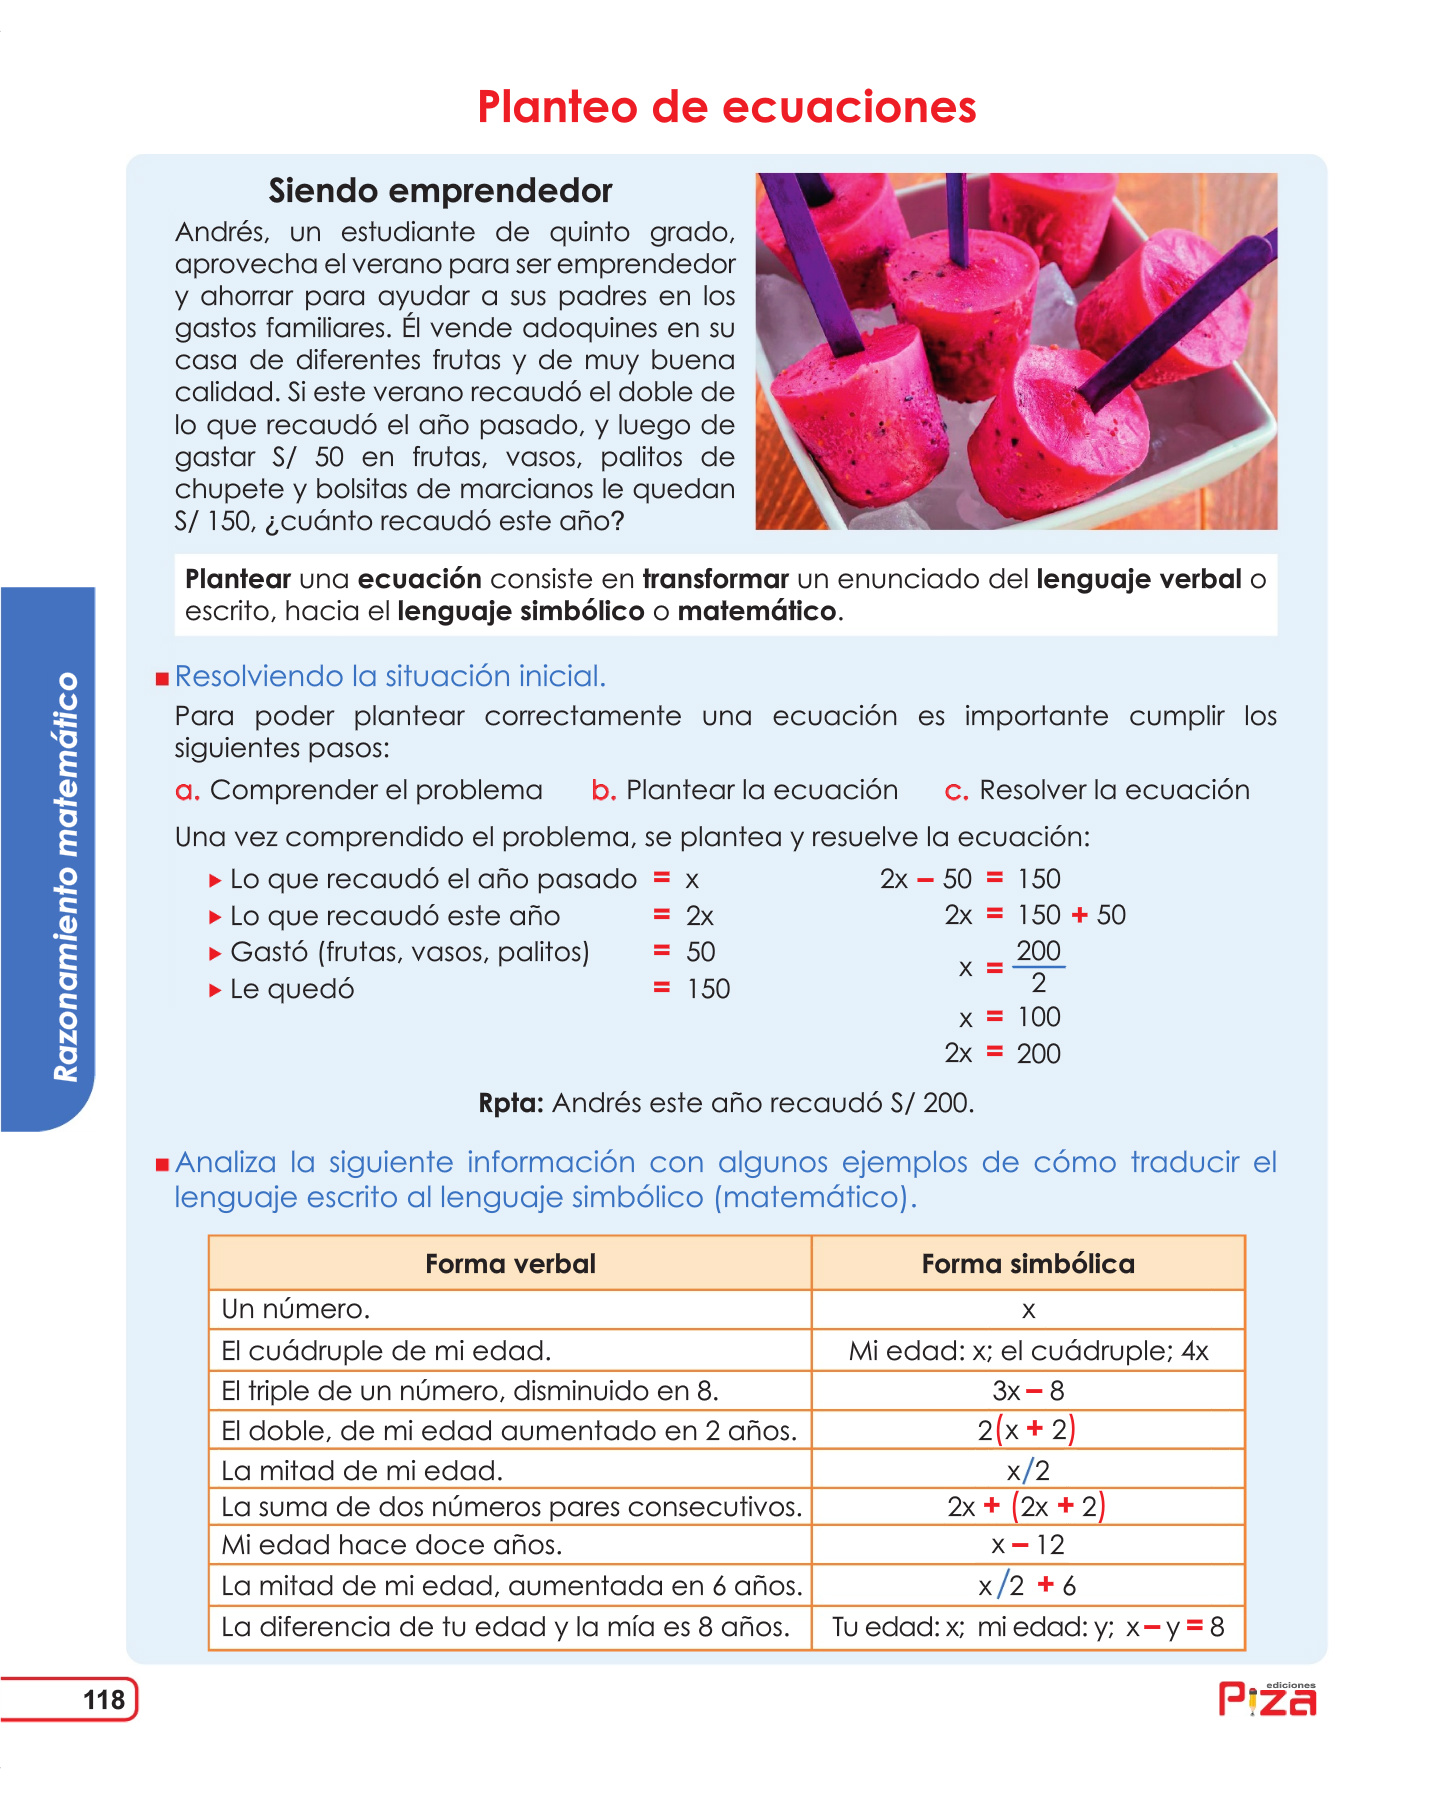 Planteo de ecuaciones
Siendo emprendedor
Andrés, un estudiante de quinto grado,
aprovecha el verano para ser emprendedor
y ahorrar para ayudar a sus padres en los
gastos familiares. Él vende adoquines en su
casa de diferentes frutas y de muy buena
calidad. Si este verano recaudó el doble de
lo que recaudó el año pasado, y luego de
gastar S/ 50 en frutas, vasos, palitos de
chupete y bolsitas de marcianos le quedan
S/ 150, ¿cuánto recaudó este año?
Plantear una ecuación consiste en transformar un enunciado del lenguaje verbal o
escrito, hacia el lenguaje simbólico o matemático.
Resolviendo la situación inicial.
Para poder plantear correctamente una ecuación es importante cumplir los
siguientes pasos:
a. Comprender el problema b. Plantear la ecuación c. Resolver la ecuación
Una vez comprendido el problema, se plantea y resuelve la ecuación:
Lo que recaudó el año pasado = x
Lo que recaudó este año = 2x
Gastó (frutas, vasos, palitos) = 50
Le quedó = 150
2x – 50 = 150
2x = 150 + 50
x = 200/2
x = 100
2x = 200
Rpta: Andrés este año recaudó S/ 200.
Analiza la siguiente información con algunos ejemplos de cómo traducir el
lenguaje escrito al lenguaje simbólico (matemático).
Forma verbal Forma simbólica
Un número. x
El cuádruple de mi edad. Mi edad: x; el cuádruple; 4x
El triple de un número, disminuido en 8. 3x – 8
El doble, de mi edad aumentado en 2 años. 2(x + 2)
La mitad de mi edad. x/2
La suma de dos números pares consecutivos. 2x + (2x + 2)
Mi edad hace doce años. x – 12
La mitad de mi edad, aumentada en 6 años. x/2 + 6
La diferencia de tu edad y la mía es 8 años. Tu edad: x; mi edad: y; x – y = 8
Razonamiento matemático
118
ediciones
Piza